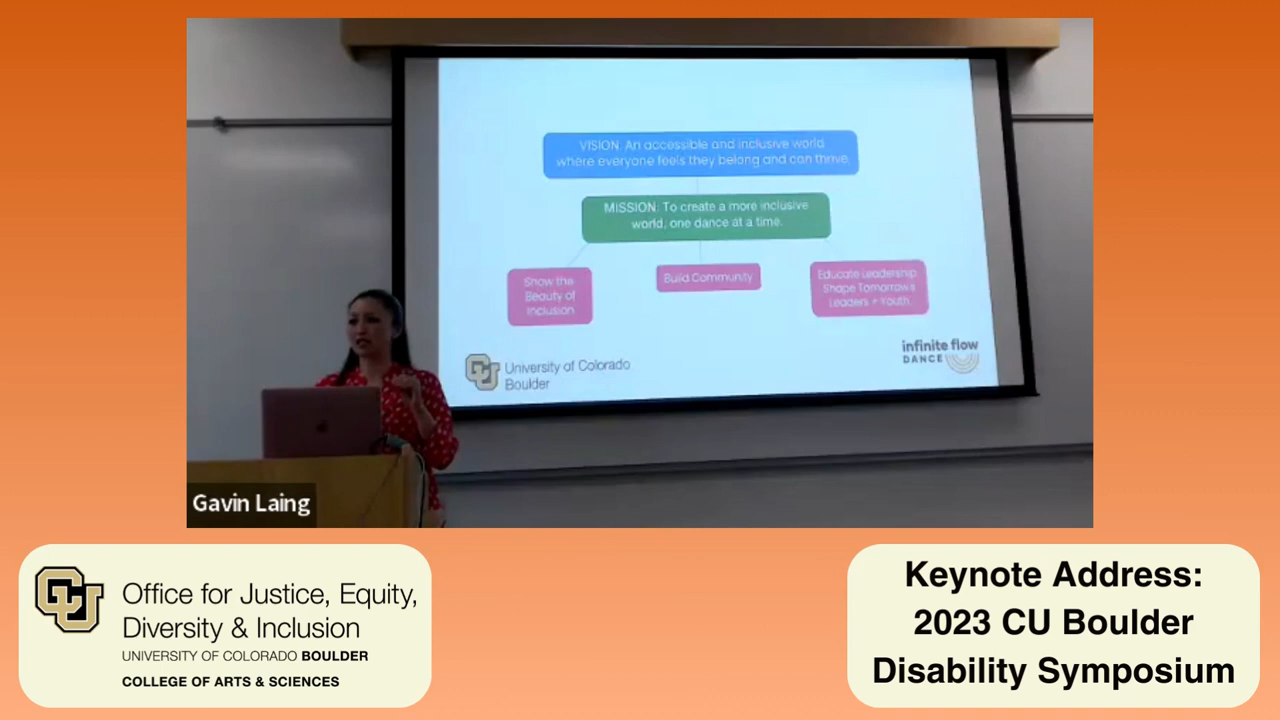 VISION: An accessible and inclusive world
where everyone feels they belong and can thrive.
MISSION: To create a more inclusive
world, one dance at a time.
Show the
Beauty of
Inclusion
Build Community
Educate Leadership
Shape Tomorrow's
Leaders + Youth
CU
University of Colorado
Boulder
infinite flow
DANCE
Gavin Laing
CU
Office for Justice, Equity,
Diversity & Inclusion
UNIVERSITY OF COLORADO BOULDER
COLLEGE OF ARTS & SCIENCES
Keynote Address:
2023 CU Boulder
Disability Symposium